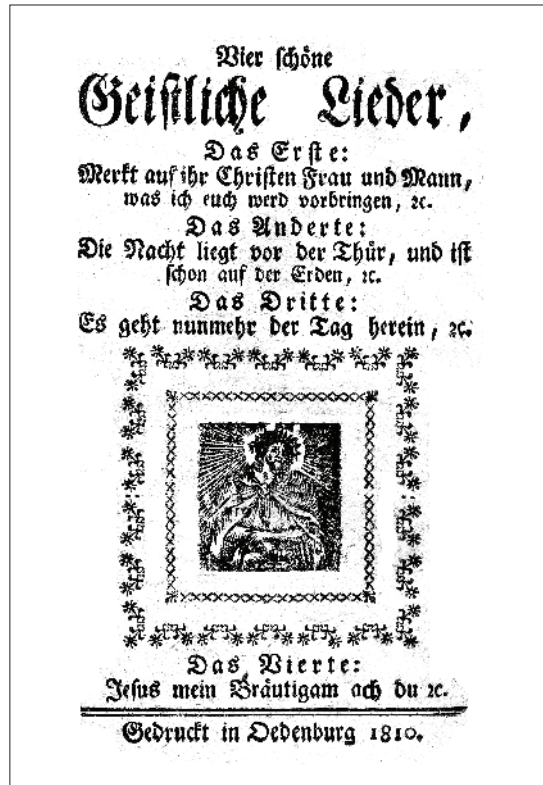 Vier schöne
Geistliche Lieder,
Das Erste:
Merkt auf ihr Christen Frau und Mann,
was ich euch werd vorbringen, ꝛc.
Das Anderte:
Die Nacht liegt vor der Thür, und ist
schon auf der Erden, ꝛc.
Das Dritte:
Es geht nunmehr der Tag herein, ꝛc.
Das Vierte:
Jesus mein Bräutigam ach du ꝛc.
Gedruckt in Oedenburg 1810.